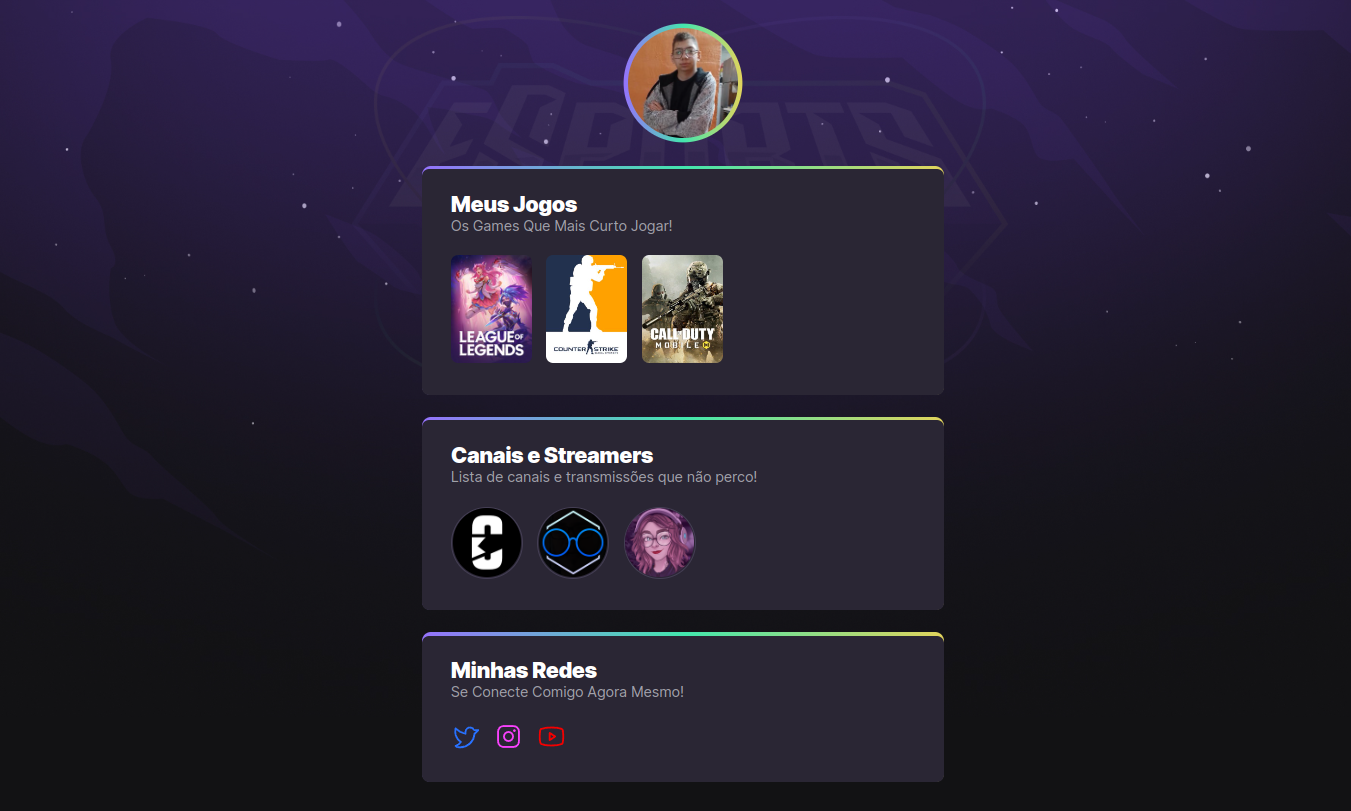 ESPORTS
Meus Jogos
Os Games Que Mais Curto Jogar!
LEAGUE OF
LEGENDS
COUNTER STRIKE
CALL OF DUTY
MOBILE
Canais e Streamers
Lista de canais e transmissões que não perco!
Minhas Redes
Se Conecte Comigo Agora Mesmo!